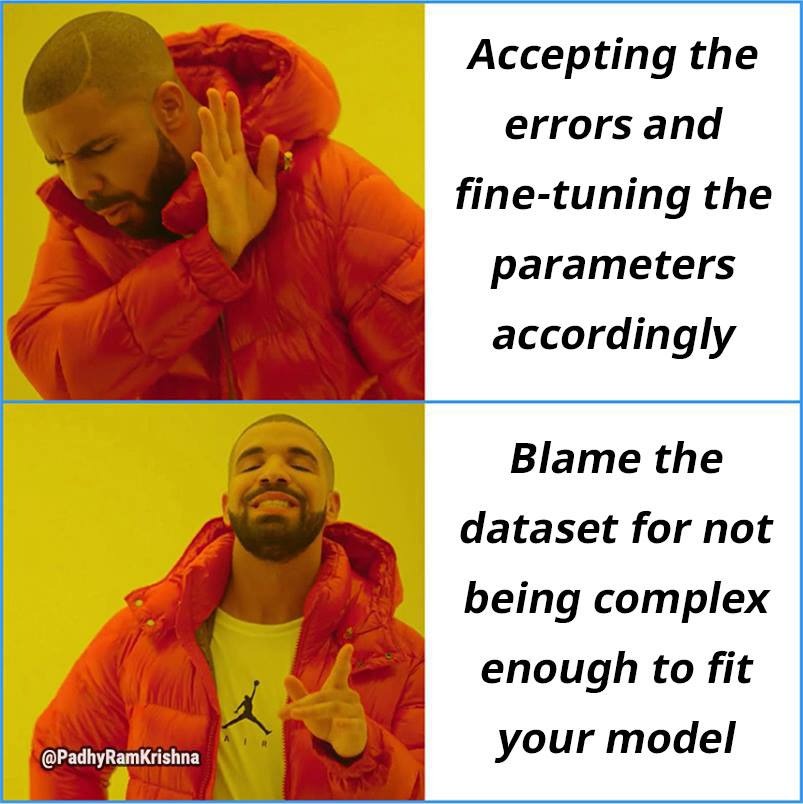 Accepting the
errors and
fine-tuning the
parameters
accordingly
Blame the
dataset for not
being complex
enough to fit
your model
AIR
@PadhyRamKrishna